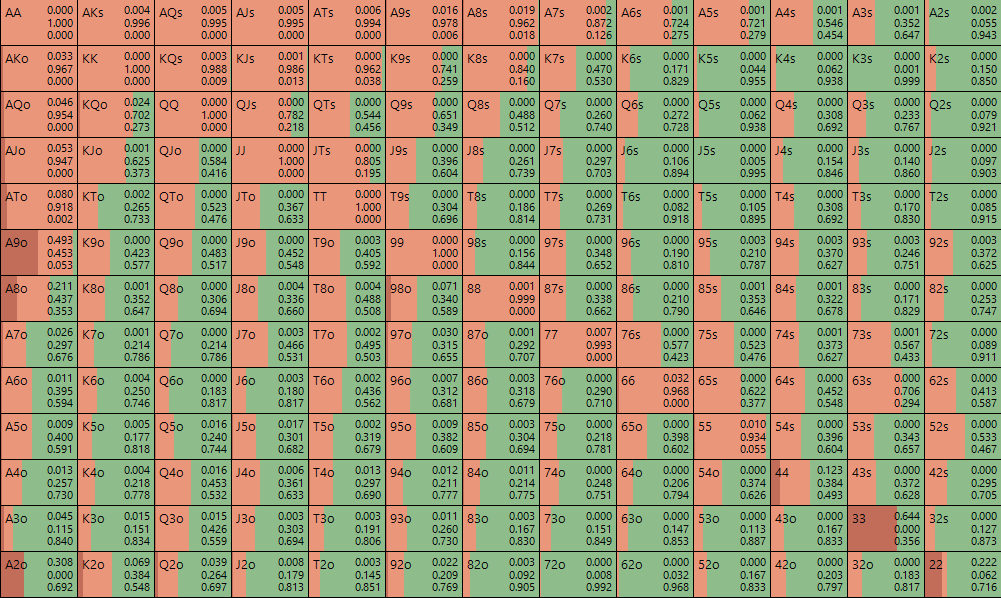 AA 0.000 AKs 0.004 AQs 0.005 AJs 0.005 ATs 0.006 A9s 0.016 A8s 0.019 A7s 0.002 A6s 0.001 A5s 0.001 A4s 0.001 A3s 0.001 A2s 0.002
1.000 0.996 0.995 0.995 0.994 0.978 0.962 0.872 0.724 0.721 0.546 0.352 0.055
0.000 0.000 0.000 0.000 0.000 0.006 0.018 0.126 0.275 0.279 0.454 0.647 0.943
AKo 0.033 KK 0.000 KQs 0.003 KJs 0.001 KTs 0.000 K9s 0.000 K8s 0.000 K7s 0.000 K6s 0.000 K5s 0.000 K4s 0.000 K3s 0.000 K2s 0.000
0.967 1.000 0.988 0.986 0.962 0.741 0.840 0.470 0.171 0.044 0.062 0.001 0.150
0.000 0.000 0.009 0.013 0.038 0.259 0.160 0.530 0.829 0.955 0.938 0.999 0.850
AQo 0.046 KQo 0.024 QQ 0.000 QJs 0.000 QTs 0.000 Q9s 0.000 Q8s 0.000 Q7s 0.000 Q6s 0.000 Q5s 0.000 Q4s 0.000 Q3s 0.000 Q2s 0.000
0.954 0.702 1.000 0.782 0.544 0.651 0.488 0.260 0.272 0.062 0.308 0.233 0.079
0.000 0.273 0.000 0.218 0.456 0.349 0.512 0.740 0.728 0.938 0.692 0.767 0.921
AJo 0.053 KJo 0.001 QJo 0.000 JJ 0.000 JTs 0.000 J9s 0.000 J8s 0.000 J7s 0.000 J6s 0.000 J5s 0.000 J4s 0.000 J3s 0.000 J2s 0.000
0.947 0.625 0.584 1.000 0.805 0.396 0.261 0.297 0.106 0.005 0.154 0.140 0.097
0.000 0.373 0.416 0.000 0.195 0.604 0.739 0.703 0.894 0.995 0.846 0.860 0.903
ATo 0.080 KTo 0.002 QTo 0.000 JTo 0.000 TT 0.000 T9s 0.000 T8s 0.000 T7s 0.000 T6s 0.000 T5s 0.000 T4s 0.000 T3s 0.000 T2s 0.000
0.918 0.265 0.523 0.367 1.000 0.304 0.186 0.269 0.082 0.105 0.308 0.170 0.085
0.002 0.733 0.476 0.633 0.000 0.696 0.814 0.731 0.918 0.895 0.692 0.830 0.915
A9o 0.493 K9o 0.000 Q9o 0.000 J9o 0.000 T9o 0.003 99 0.000 98s 0.000 97s 0.000 96s 0.000 95s 0.003 94s 0.003 93s 0.003 92s 0.003
0.453 0.423 0.483 0.452 0.405 1.000 0.156 0.348 0.190 0.210 0.370 0.246 0.372
0.053 0.577 0.517 0.548 0.592 0.000 0.844 0.652 0.810 0.787 0.627 0.751 0.625
A8o 0.211 K8o 0.001 Q8o 0.000 J8o 0.004 T8o 0.004 98o 0.071 88 0.001 87s 0.000 86s 0.000 85s 0.001 84s 0.001 83s 0.000 82s 0.000
0.437 0.352 0.306 0.336 0.488 0.340 0.999 0.338 0.210 0.353 0.322 0.171 0.253
0.353 0.647 0.694 0.660 0.508 0.589 0.000 0.662 0.790 0.646 0.678 0.829 0.747
A7o 0.026 K7o 0.001 Q7o 0.000 J7o 0.003 T7o 0.002 97o 0.030 87o 0.001 77 0.007 76s 0.000 75s 0.000 74s 0.001 73s 0.001 72s 0.000
0.297 0.214 0.214 0.466 0.495 0.315 0.292 0.993 0.577 0.523 0.373 0.567 0.089
0.676 0.786 0.786 0.531 0.503 0.655 0.707 0.000 0.423 0.476 0.627 0.433 0.911
A6o 0.011 K6o 0.004 Q6o 0.000 J6o 0.003 T6o 0.002 96o 0.007 86o 0.003 76o 0.000 66 0.032 65s 0.000 64s 0.000 63s 0.000 62s 0.000
0.395 0.250 0.183 0.180 0.436 0.312 0.318 0.290 0.968 0.622 0.452 0.706 0.413
0.594 0.746 0.817 0.817 0.562 0.681 0.679 0.710 0.000 0.377 0.548 0.294 0.587
A5o 0.009 K5o 0.005 Q5o 0.016 J5o 0.017 T5o 0.002 95o 0.009 85o 0.003 75o 0.000 65o 0.000 55 0.010 54s 0.000 53s 0.000 52s 0.000
0.400 0.177 0.240 0.301 0.319 0.382 0.304 0.218 0.398 0.934 0.396 0.343 0.533
0.591 0.818 0.744 0.682 0.679 0.609 0.694 0.781 0.602 0.055 0.604 0.657 0.467
A4o 0.013 K4o 0.004 Q4o 0.016 J4o 0.006 T4o 0.013 94o 0.012 84o 0.011 74o 0.000 64o 0.000 54o 0.000 44 0.123 43s 0.000 42s 0.000
0.257 0.218 0.453 0.361 0.297 0.211 0.214 0.248 0.206 0.374 0.384 0.372 0.295
0.730 0.778 0.532 0.633 0.690 0.777 0.775 0.751 0.794 0.626 0.493 0.628 0.705
A3o 0.045 K3o 0.015 Q3o 0.015 J3o 0.003 T3o 0.003 93o 0.011 83o 0.003 73o 0.000 63o 0.000 53o 0.000 43o 0.000 33 0.644 32s 0.000
0.115 0.151 0.426 0.303 0.191 0.260 0.167 0.151 0.147 0.113 0.167 0.000 0.127
0.840 0.834 0.559 0.694 0.806 0.730 0.830 0.849 0.853 0.887 0.833 0.356 0.873
A2o 0.308 K2o 0.069 Q2o 0.039 J2o 0.008 T2o 0.003 92o 0.022 82o 0.003 72o 0.000 62o 0.000 52o 0.000 42o 0.000 32o 0.000 22 0.222
0.000 0.384 0.264 0.179 0.145 0.209 0.092 0.008 0.032 0.167 0.203 0.183 0.062
0.692 0.548 0.697 0.813 0.851 0.769 0.905 0.992 0.968 0.833 0.797 0.817 0.716